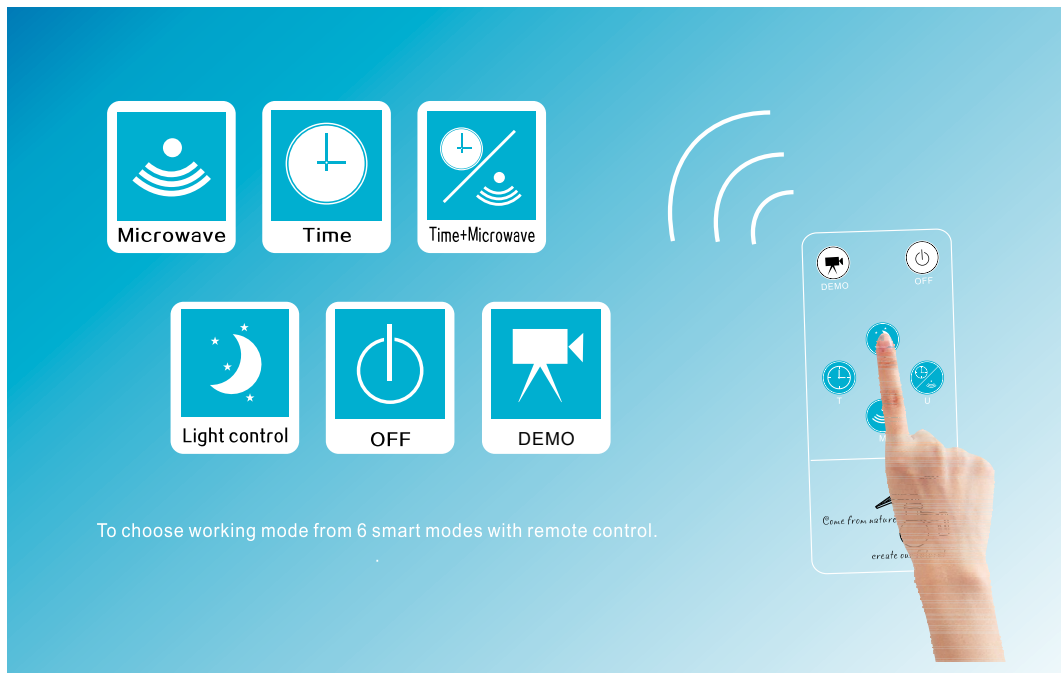 Microwave
Time
Time+Microwave
Light control
OFF
DEMO
To choose working mode from 6 smart modes with remote control.
DEMO
OFF
T
U
M
Come from nature
create